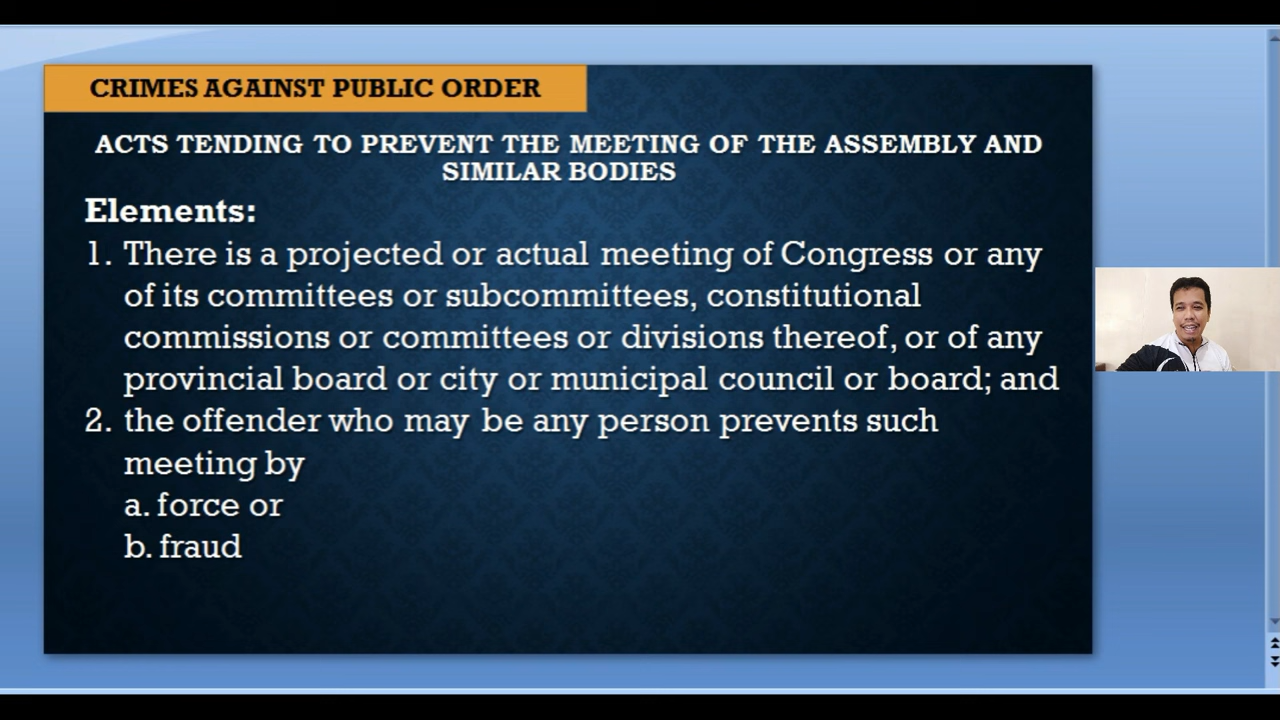 CRIMES AGAINST PUBLIC ORDER
ACTS TENDING TO PREVENT THE MEETING OF THE ASSEMBLY AND
SIMILAR BODIES
Elements:
1. There is a projected or actual meeting of Congress or any
of its committees or subcommittees, constitutional
commissions or committees or divisions thereof, or of any
provincial board or city or municipal council or board; and
2. the offender who may be any person prevents such
meeting by
a. force or
b. fraud